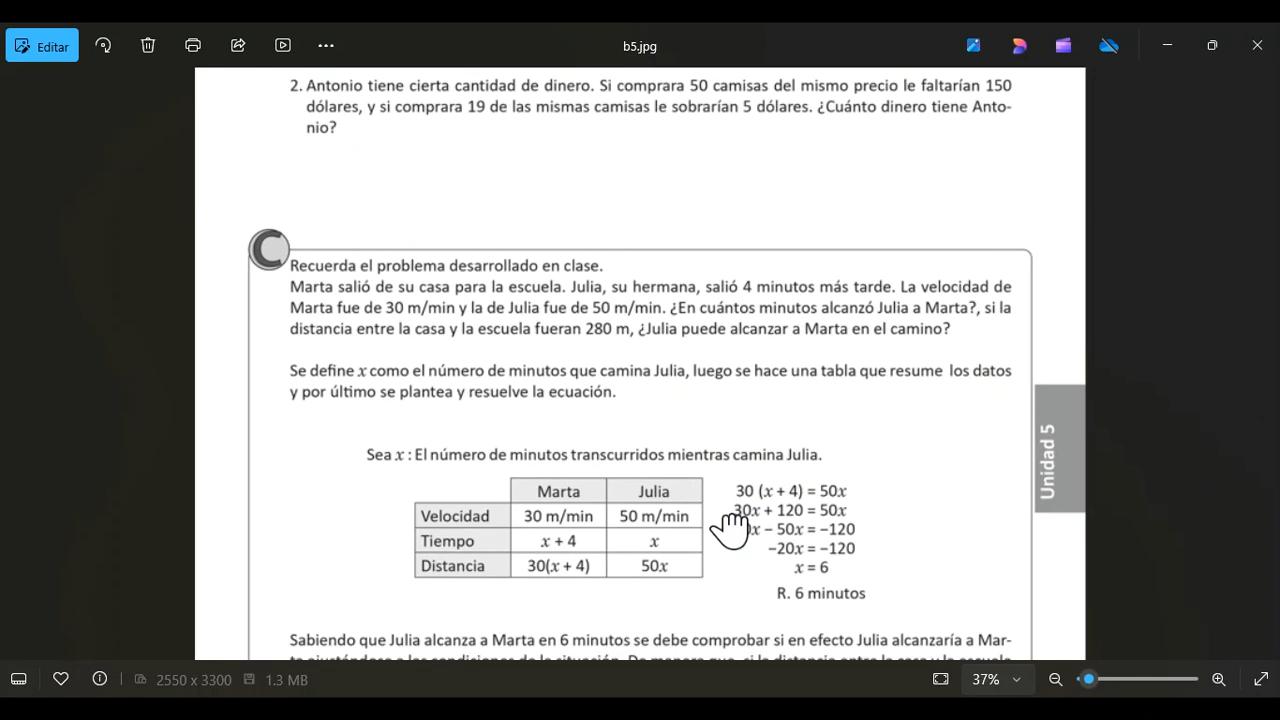 Editar
b5.jpg
2. Antonio tiene cierta cantidad de dinero. Si comprara 50 camisas del mismo precio le faltarían 150
dólares, y si comprara 19 de las mismas camisas le sobrarían 5 dólares. ¿Cuánto dinero tiene Anto-
nio?
C
Recuerda el problema desarrollado en clase.
Marta salió de su casa para la escuela. Julia, su hermana, salió 4 minutos más tarde. La velocidad de
Marta fue de 30 m/min y la de Julia fue de 50 m/min. ¿En cuántos minutos alcanzó Julia a Marta?, si la
distancia entre la casa y la escuela fueran 280 m, ¿Julia puede alcanzar a Marta en el camino?
Se define x como el número de minutos que camina Julia, luego se hace una tabla que resume los datos
y por último se plantea y resuelve la ecuación.
Unidad 5
Sea x : El número de minutos transcurridos mientras camina Julia.
Marta Julia
Velocidad 30 m/min 50 m/min
Tiempo x + 4 x
Distancia 30(x + 4) 50x
30 (x + 4) = 50x
30x + 120 = 50x
x − 50x = −120
−20x = −120
x = 6
R. 6 minutos
Sabiendo que Julia alcanza a Marta en 6 minutos se debe comprobar si en efecto Julia alcanzaría a Mar-
2550 x 3300
1.3 MB
37%